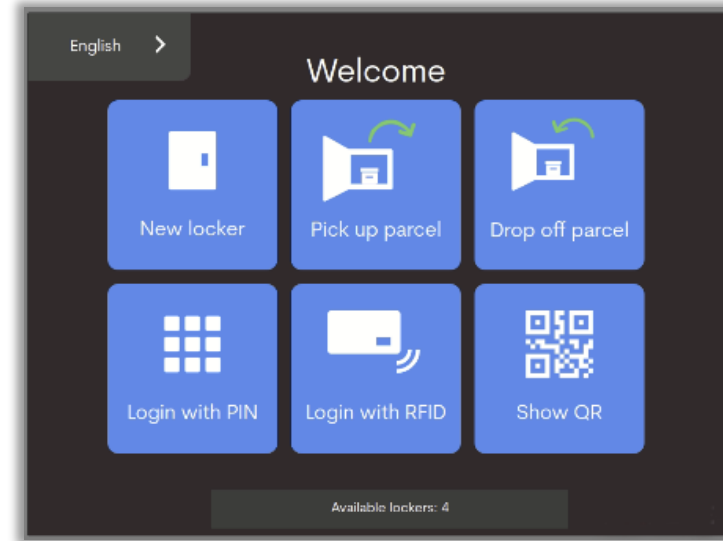 English
Welcome
New locker
Pick up parcel
Drop off parcel
Login with PIN
Login with RFID
Show QR
Available lockers: 4